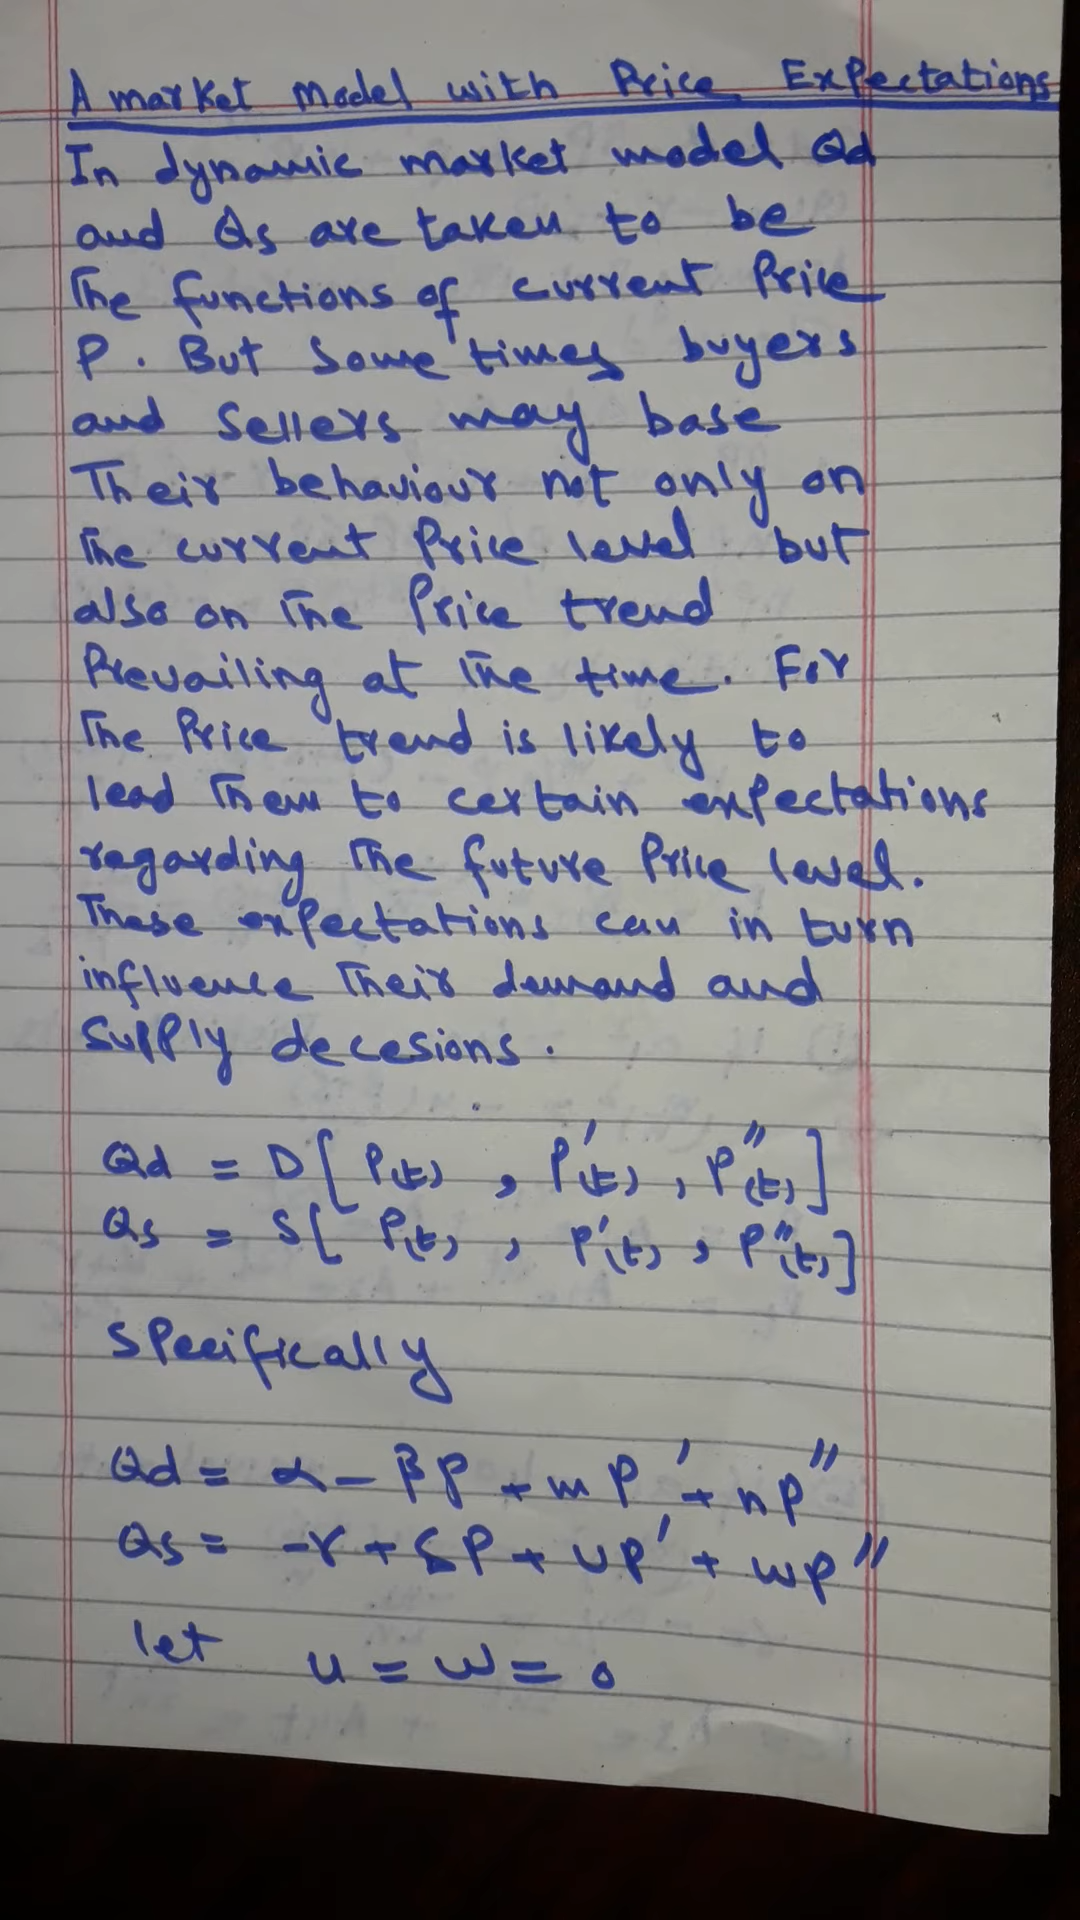 A market Model with Price Expectations
In dynamic market model Qd
and Qs are taken to be
The functions of current Price
P. But Some times buyers
and Sellers may base
Their behaviour not only on
The current Price level but
also on The Price trend
Prevailing at The time. For
The Price trend is likely to
lead Them to certain expectations
regarding The future Price level.
These expectations can in turn
influence Their demand and
Supply decesions.
Qd = D[ P(t) , P'(t) , P"(t) ]
Qs = S[ P(t) , P'(t) , P"(t) ]
Specifically
Qd = α - βP + mP' + nP"
Qs = -γ + δP + uP' + wP"
let u = w = 0